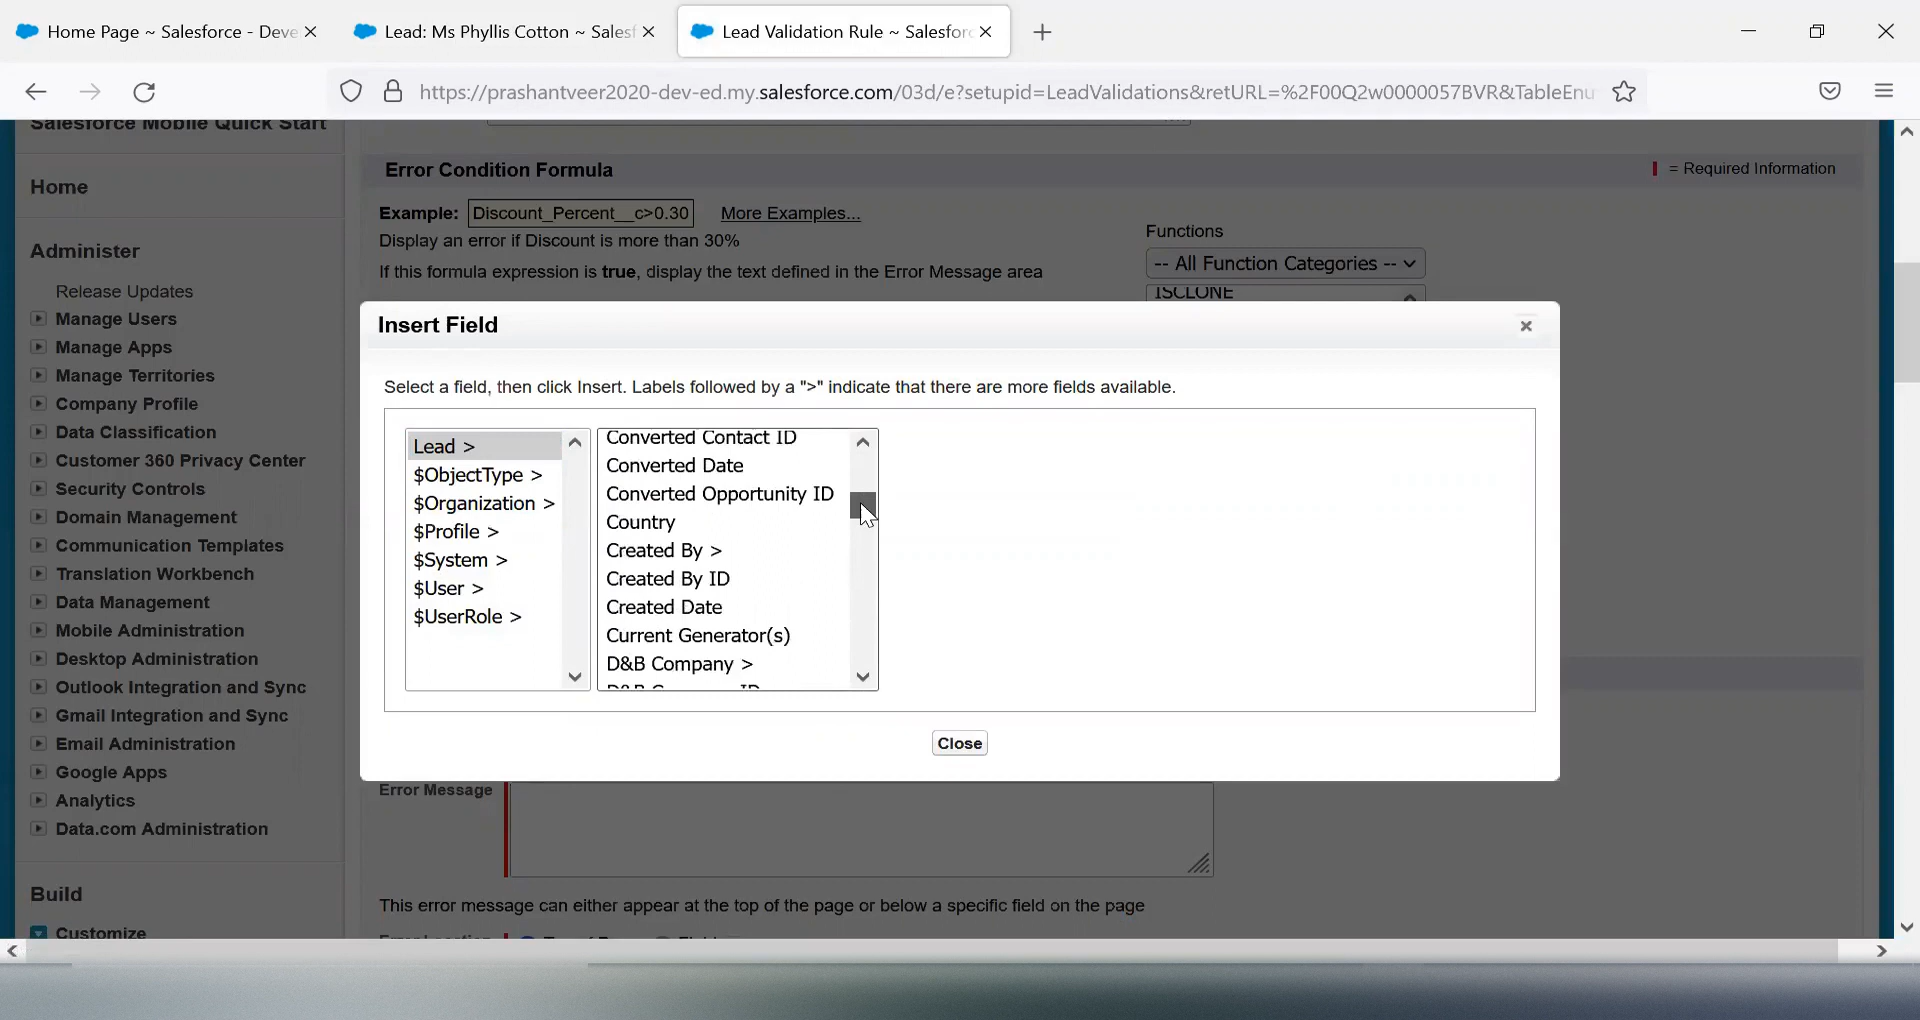 Home Page ~ Salesforce - Deve
Lead: Ms Phyllis Cotton ~ Salesf
Lead Validation Rule ~ Salesforc
https://prashantveer2020-dev-ed.my.salesforce.com/03d/e?setupid=LeadValidations&retURL=%2F00Q2w0000057BVR&TableEnu
Salesforce Mobile Quick Start
Home
Administer
Release Updates
Manage Users
Manage Apps
Manage Territories
Company Profile
Data Classification
Customer 360 Privacy Center
Security Controls
Domain Management
Communication Templates
Translation Workbench
Data Management
Mobile Administration
Desktop Administration
Outlook Integration and Sync
Gmail Integration and Sync
Email Administration
Google Apps
Analytics
Data.com Administration
Build
Customize
Error Condition Formula
= Required Information
Example: Discount_Percent__c>0.30 More Examples...
Display an error if Discount is more than 30%
If this formula expression is true, display the text defined in the Error Message area
Functions
-- All Function Categories --
ISCLONE
Insert Field
Select a field, then click Insert. Labels followed by a ">" indicate that there are more fields available.
Lead >
$ObjectType >
$Organization >
$Profile >
$System >
$User >
$UserRole >
Converted Contact ID
Converted Date
Converted Opportunity ID
Country
Created By >
Created By ID
Created Date
Current Generator(s)
D&B Company >
Close
Error Message
This error message can either appear at the top of the page or below a specific field on the page